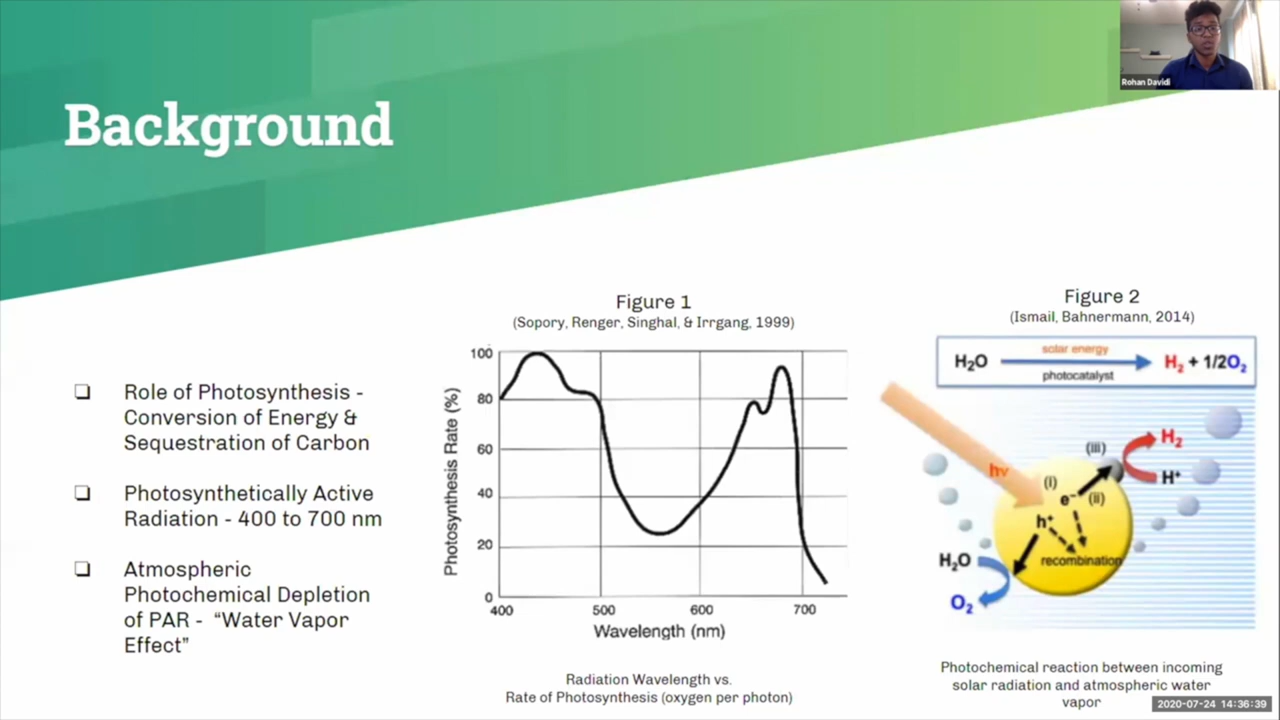 Rohan Davidi
Background
❏ Role of Photosynthesis -
Conversion of Energy &
Sequestration of Carbon
❏ Photosynthetically Active
Radiation - 400 to 700 nm
❏ Atmospheric
Photochemical Depletion
of PAR - “Water Vapor
Effect”
Figure 1
(Sopory, Renger, Singhal, & Irrgang, 1999)
Photosynthesis Rate (%)
100
80
60
40
20
0
400 500 600 700
Wavelength (nm)
Radiation Wavelength vs.
Rate of Photosynthesis (oxygen per photon)
Figure 2
(Ismail, Bahnermann, 2014)
solar energy
H₂O H₂ + 1/2O₂
photocatalyst
hν
(i)
(iii)
H₂
H⁺
e⁻ (ii)
h⁺
recombination
H₂O
O₂
Photochemical reaction between incoming
solar radiation and atmospheric water
vapor
2020-07-24 14:36:39